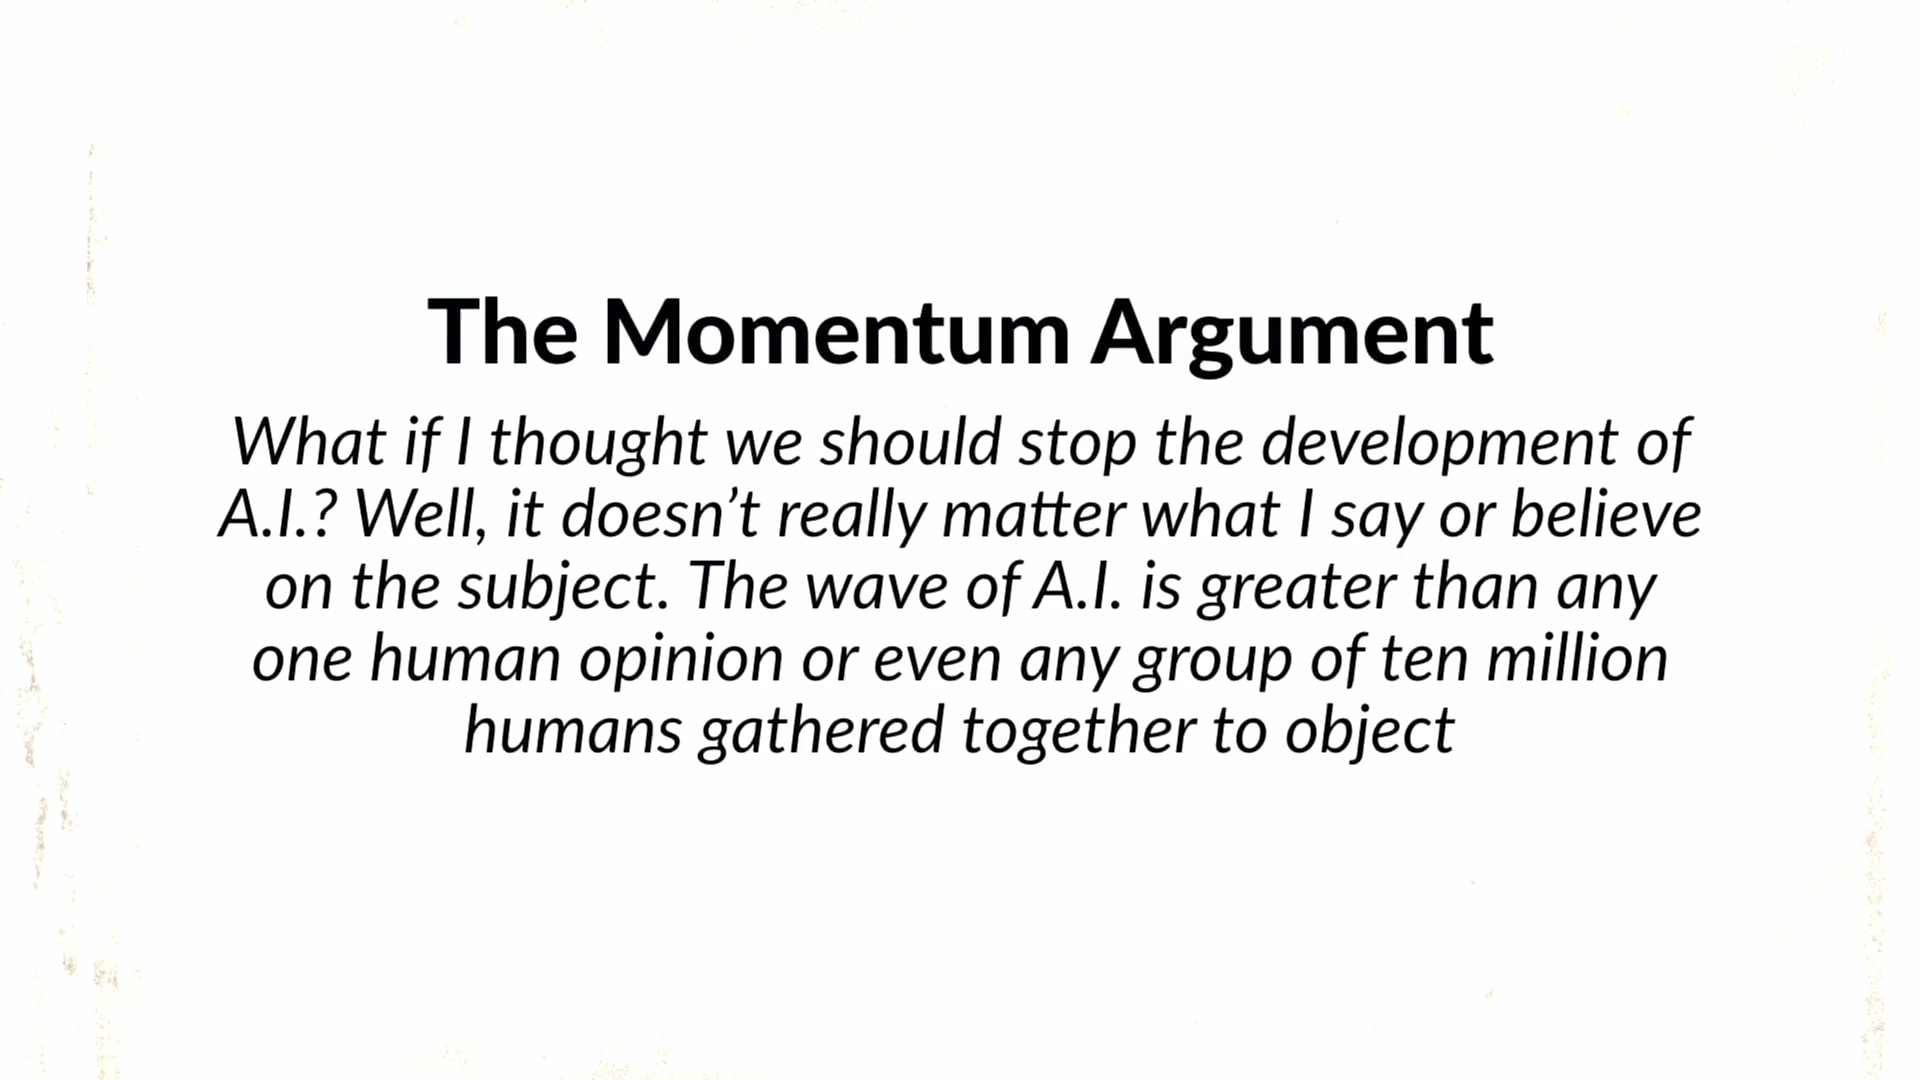 The Momentum Argument
What if I thought we should stop the development of
A.I.? Well, it doesn’t really matter what I say or believe
on the subject. The wave of A.I. is greater than any
one human opinion or even any group of ten million
humans gathered together to object